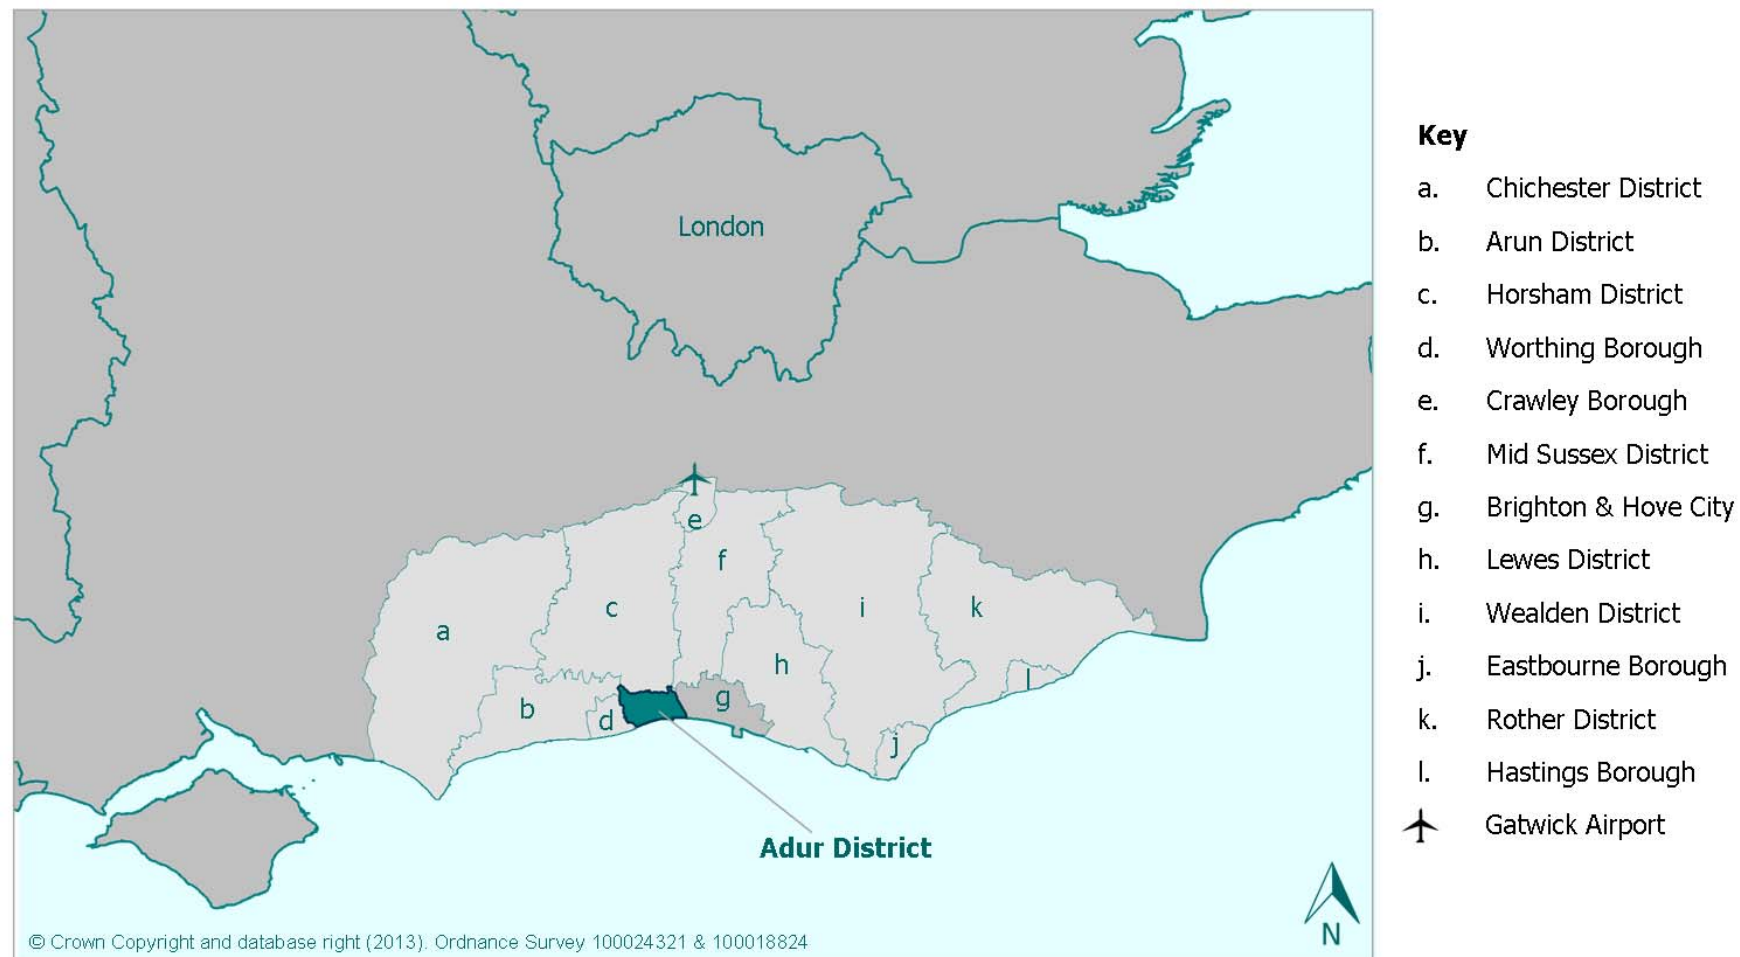 London
e
f
a
c
i
k
h
l
b
d
g
j
Adur District
N
© Crown Copyright and database right (2013). Ordnance Survey 100024321 & 100018824
Key
a. Chichester District
b. Arun District
c. Horsham District
d. Worthing Borough
e. Crawley Borough
f. Mid Sussex District
g. Brighton & Hove City
h. Lewes District
i. Wealden District
j. Eastbourne Borough
k. Rother District
l. Hastings Borough
Gatwick Airport